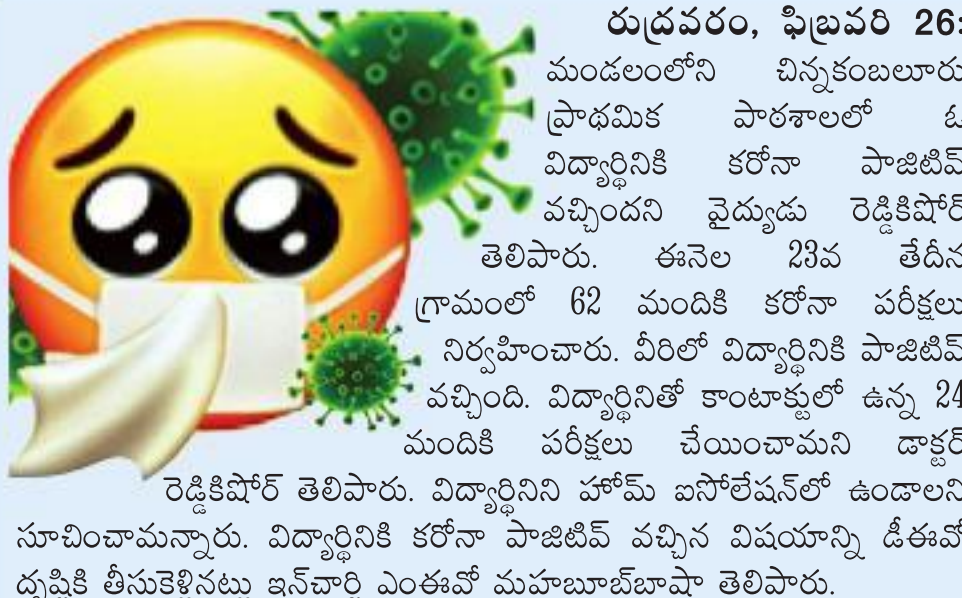 రుద్రవరం, ఫిబ్రవరి 26:
మండలంలోని చిన్నకంబలూరు
ప్రాథమిక పాఠశాలలో ఓ
విద్యార్థినికి కరోనా పాజిటివ్
వచ్చిందని వైద్యుడు రెడ్డికిషోర్
తెలిపారు. ఈనెల 23వ తేదీన
గ్రామంలో 62 మందికి కరోనా పరీక్షలు
నిర్వహించారు. వీరిలో విద్యార్థినికి పాజిటివ్
వచ్చింది. విద్యార్థినితో కాంటాక్టులో ఉన్న 24
మందికి పరీక్షలు చేయించామని డాక్టర్
రెడ్డికిషోర్ తెలిపారు. విద్యార్థినిని హోమ్ ఐసోలేషన్‌లో ఉండాలని
సూచించామన్నారు. విద్యార్థినికి కరోనా పాజిటివ్ వచ్చిన విషయాన్ని డీఈవో
దృష్టికి తీసుకెళ్లినట్లు ఇన్‌చార్జి ఎంఈవో మహబూబ్‌బాషా తెలిపారు.